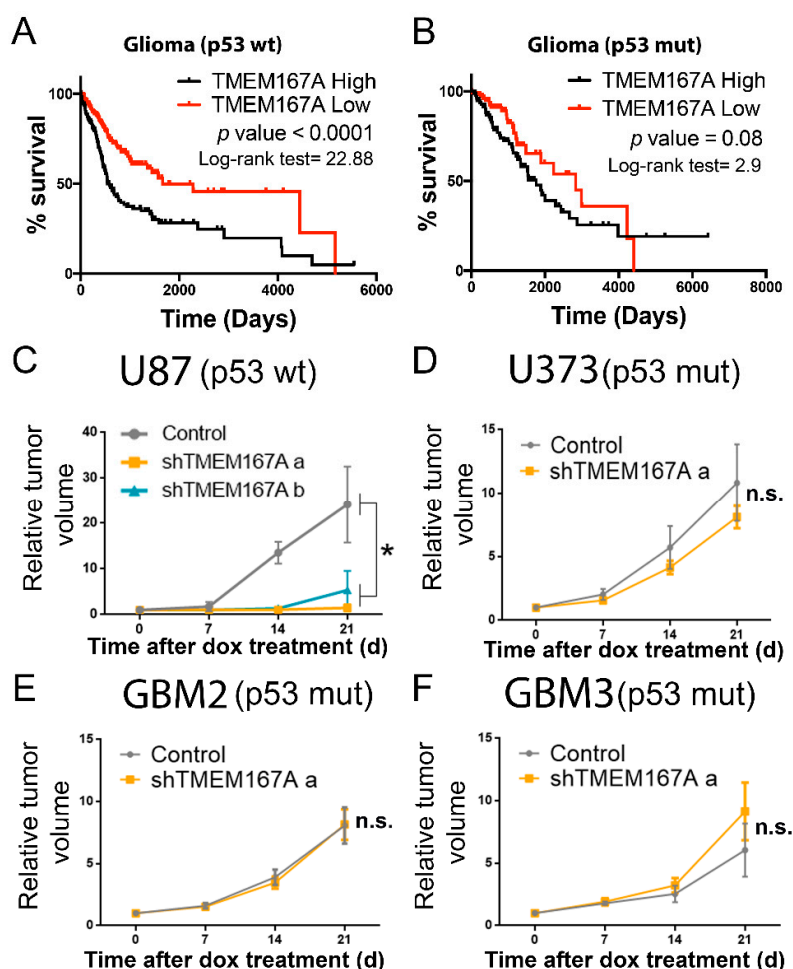 A
Glioma (p53 wt)
TMEM167A High
TMEM167A Low
p value < 0.0001
Log-rank test= 22.88
100
50
0
% survival
0 2000 4000 6000
Time (Days)
B
Glioma (p53 mut)
TMEM167A High
TMEM167A Low
p value = 0.08
Log-rank test= 2.9
100
50
0
% survival
0 2000 4000 6000 8000
Time (Days)
C
U87 (p53 wt)
Control
shTMEM167A a
shTMEM167A b
40
30
20
10
0
Relative tumor
volume
*
0 7 14 21
Time after dox treatment (d)
D
U373 (p53 mut)
Control
shTMEM167A a
15
10
5
0
Relative tumor
volume
n.s.
0 7 14 21
Time after dox treatment (d)
E
GBM2 (p53 mut)
Control
shTMEM167A a
15
10
5
0
Relative tumor
volume
n.s.
0 7 14 21
Time after dox treatment (d)
F
GBM3 (p53 mut)
Control
shTMEM167A a
15
10
5
0
Relative tumor
volume
n.s.
0 7 14 21
Time after dox treatment (d)